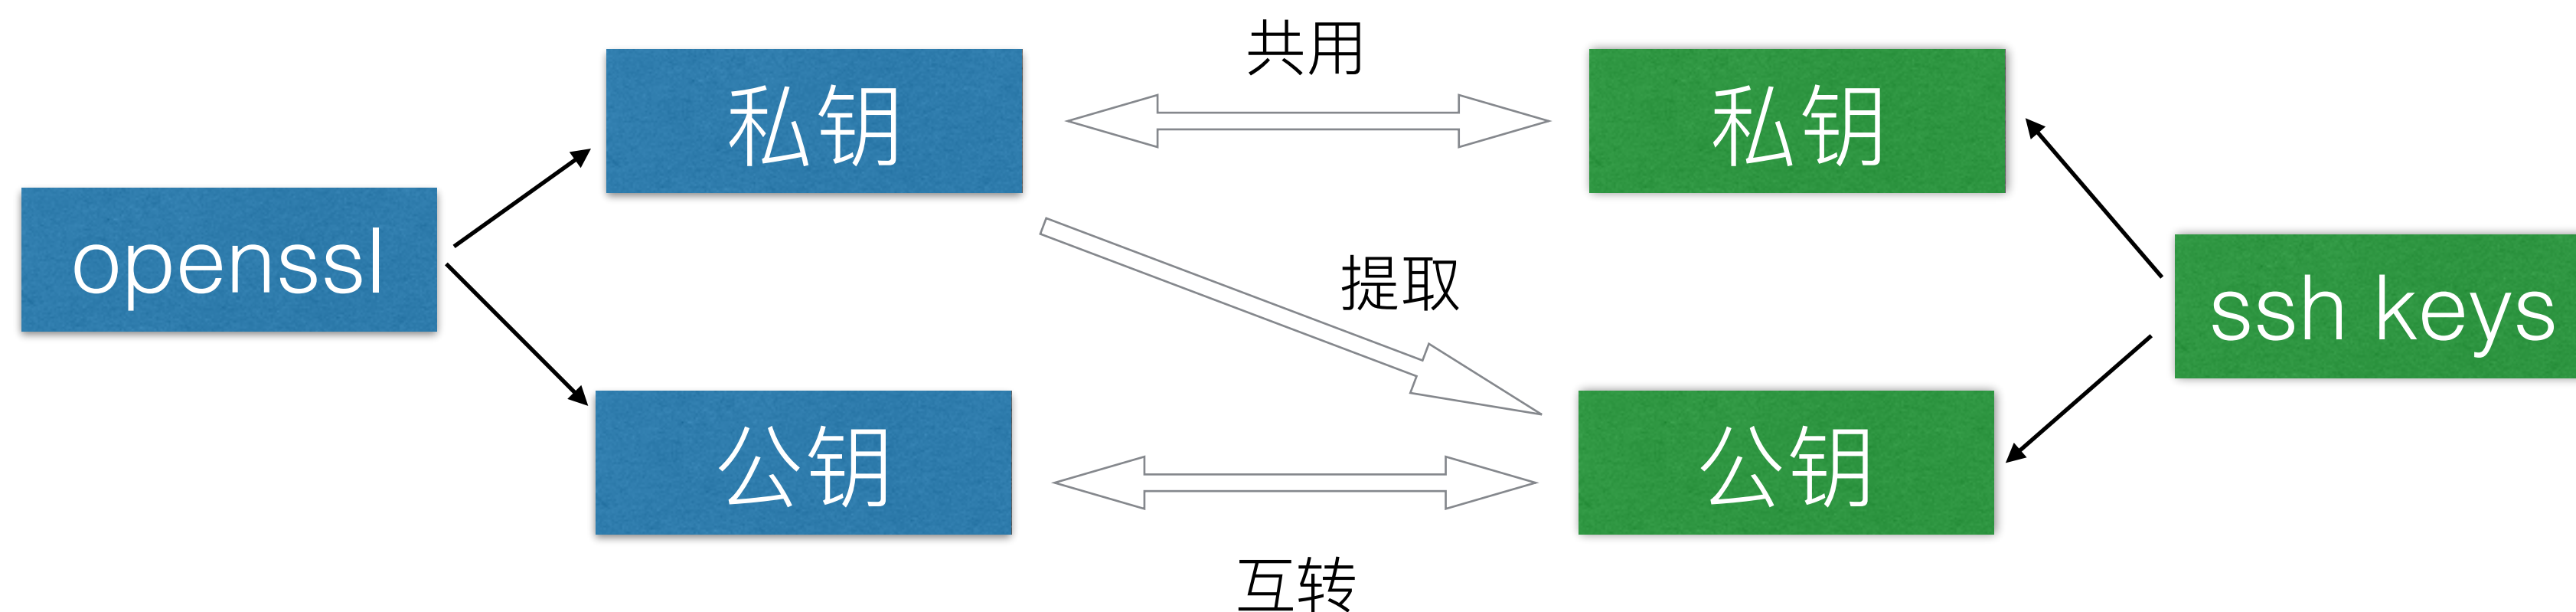 共用
私钥
私钥
openssl
提取
ssh keys
公钥
公钥
互转